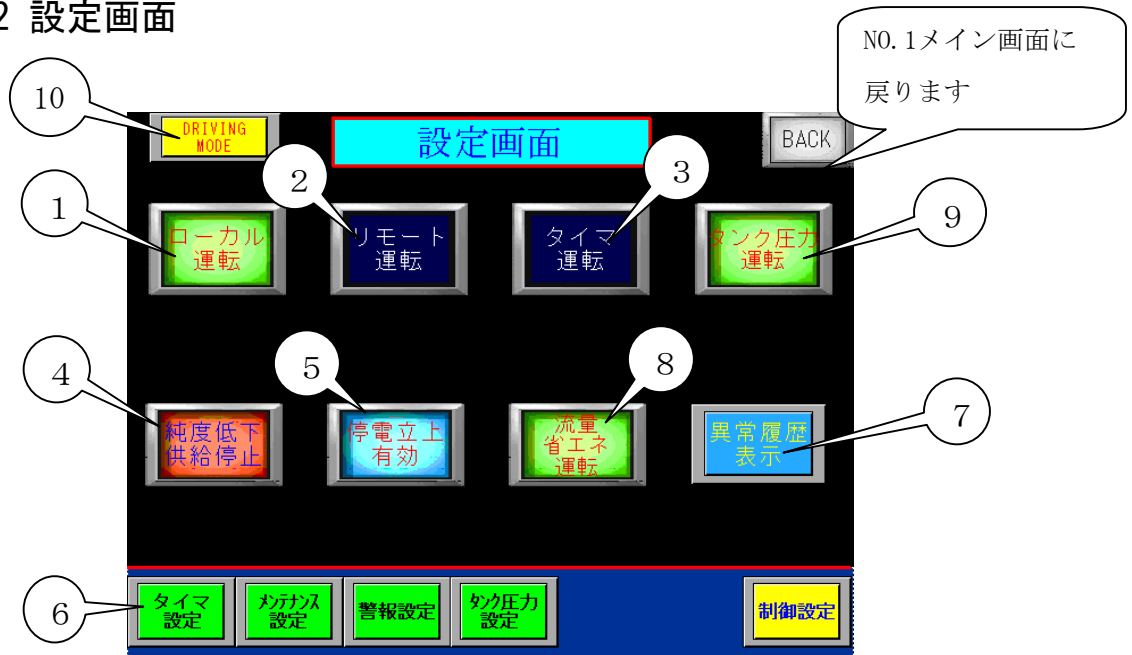 2 設定画面
NO.1メイン画面に
戻ります
10
DRIVING
MODE
設定画面
BACK
1
2
3
9
ローカル
運転
リモート
運転
タイマ
運転
タンク圧力
運転
4
5
8
7
純度低下
供給停止
停電立上
有効
流量
省エネ
運転
異常履歴
表示
6
タイマ
設定
ﾒﾝﾃﾅﾝｽ
設定
警報設定
ﾀﾝｸ圧力
設定
制御設定